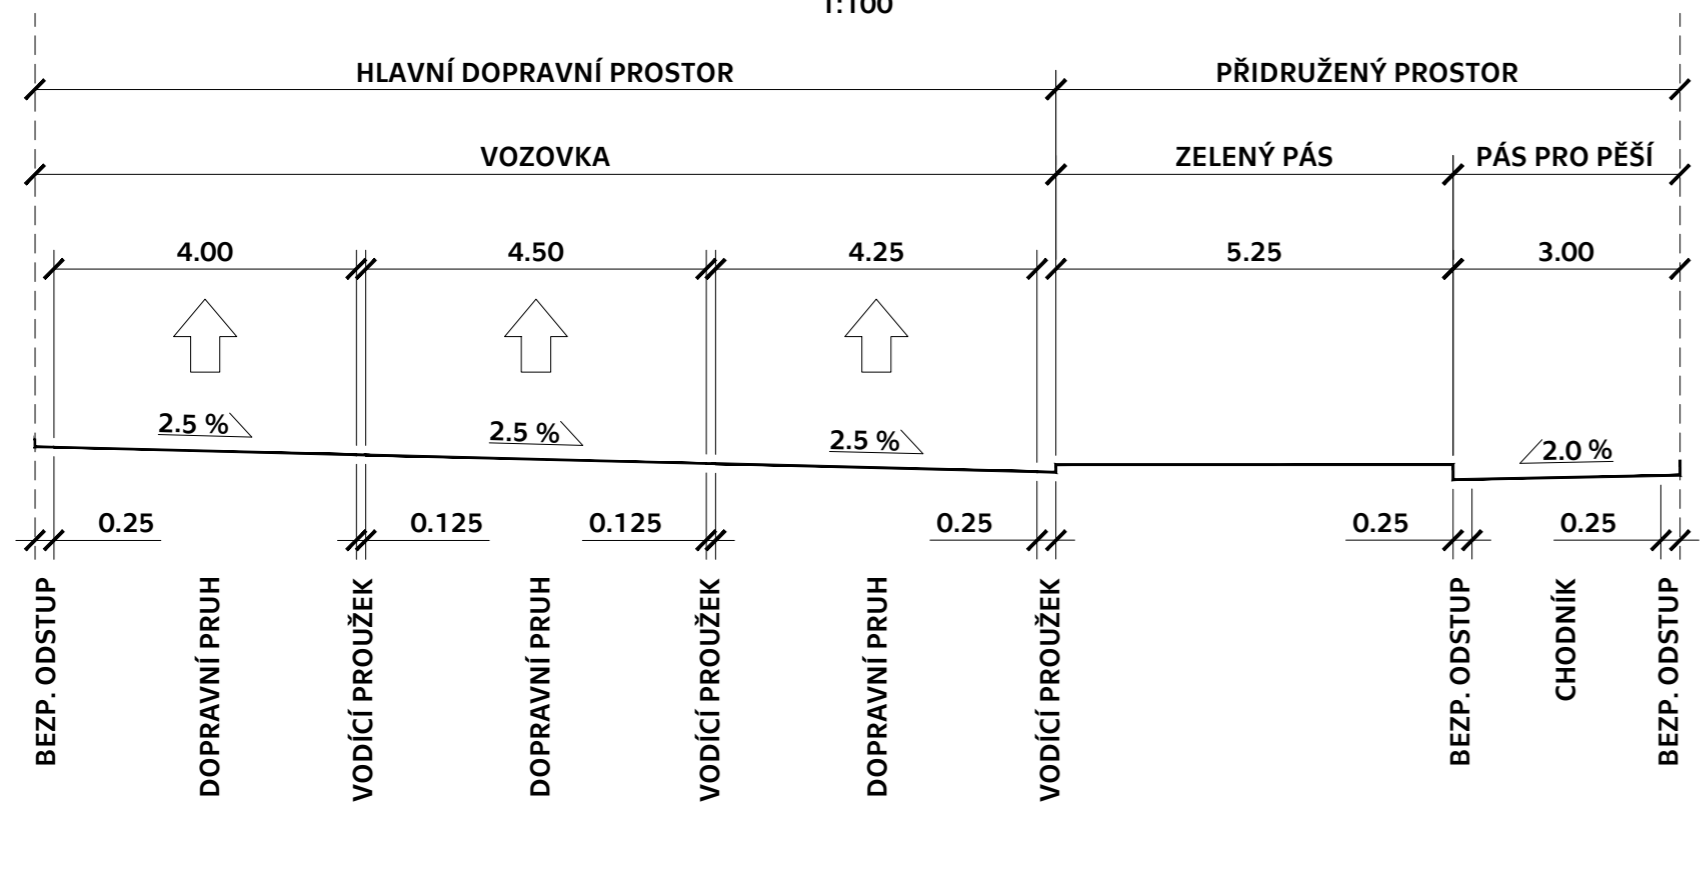 1:100
HLAVNÍ DOPRAVNÍ PROSTOR
PŘIDRUŽENÝ PROSTOR
VOZOVKA
ZELENÝ PÁS
PÁS PRO PĚŠÍ
4.00
4.50
4.25
5.25
3.00
2.5 %
2.5 %
2.5 %
2.0 %
0.25
0.125
0.125
0.25
0.25
0.25
BEZP. ODSTUP
DOPRAVNÍ PRUH
VODÍCÍ PROUŽEK
DOPRAVNÍ PRUH
VODÍCÍ PROUŽEK
DOPRAVNÍ PRUH
VODÍCÍ PROUŽEK
BEZP. ODSTUP
CHODNÍK
BEZP. ODSTUP